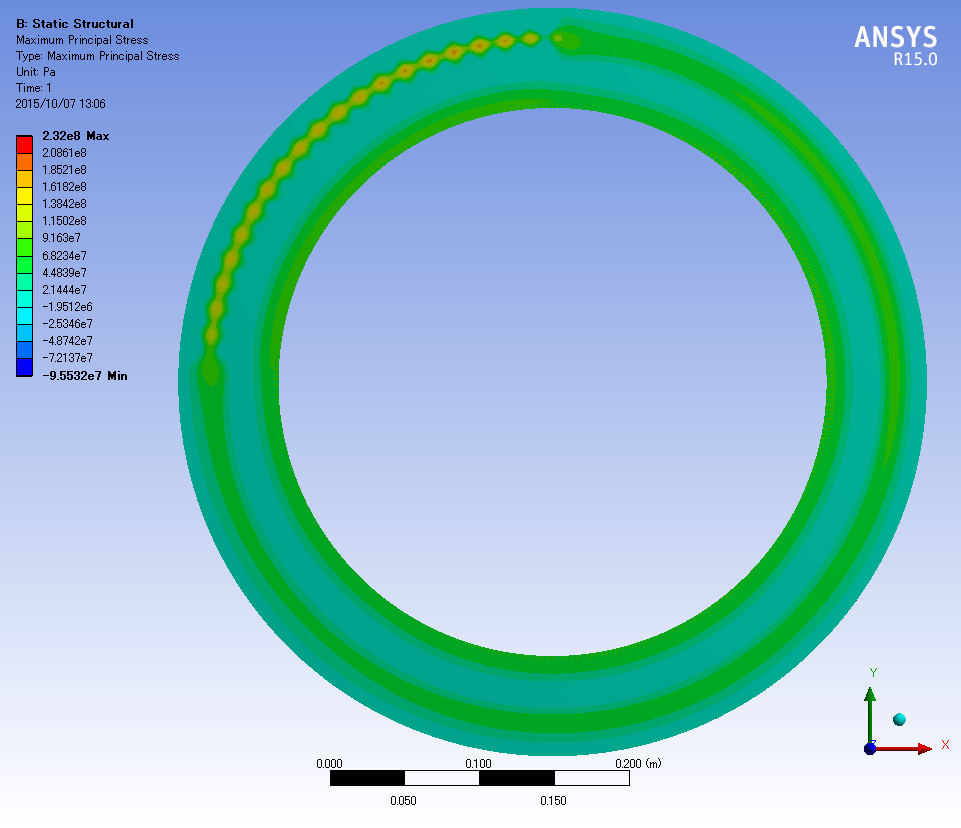 B: Static Structural
Maximum Principal Stress
Type: Maximum Principal Stress
Unit: Pa
Time: 1
2015/10/07 13:06
2.32e8 Max
2.0861e8
1.8521e8
1.6182e8
1.3842e8
1.1502e8
9.163e7
6.8234e7
4.4839e7
2.1444e7
-1.9512e6
-2.5346e7
-4.8742e7
-7.2137e7
-9.5532e7 Min
ANSYS
R15.0
Y
Z
X
0.000 0.100 0.200 (m)
0.050 0.150